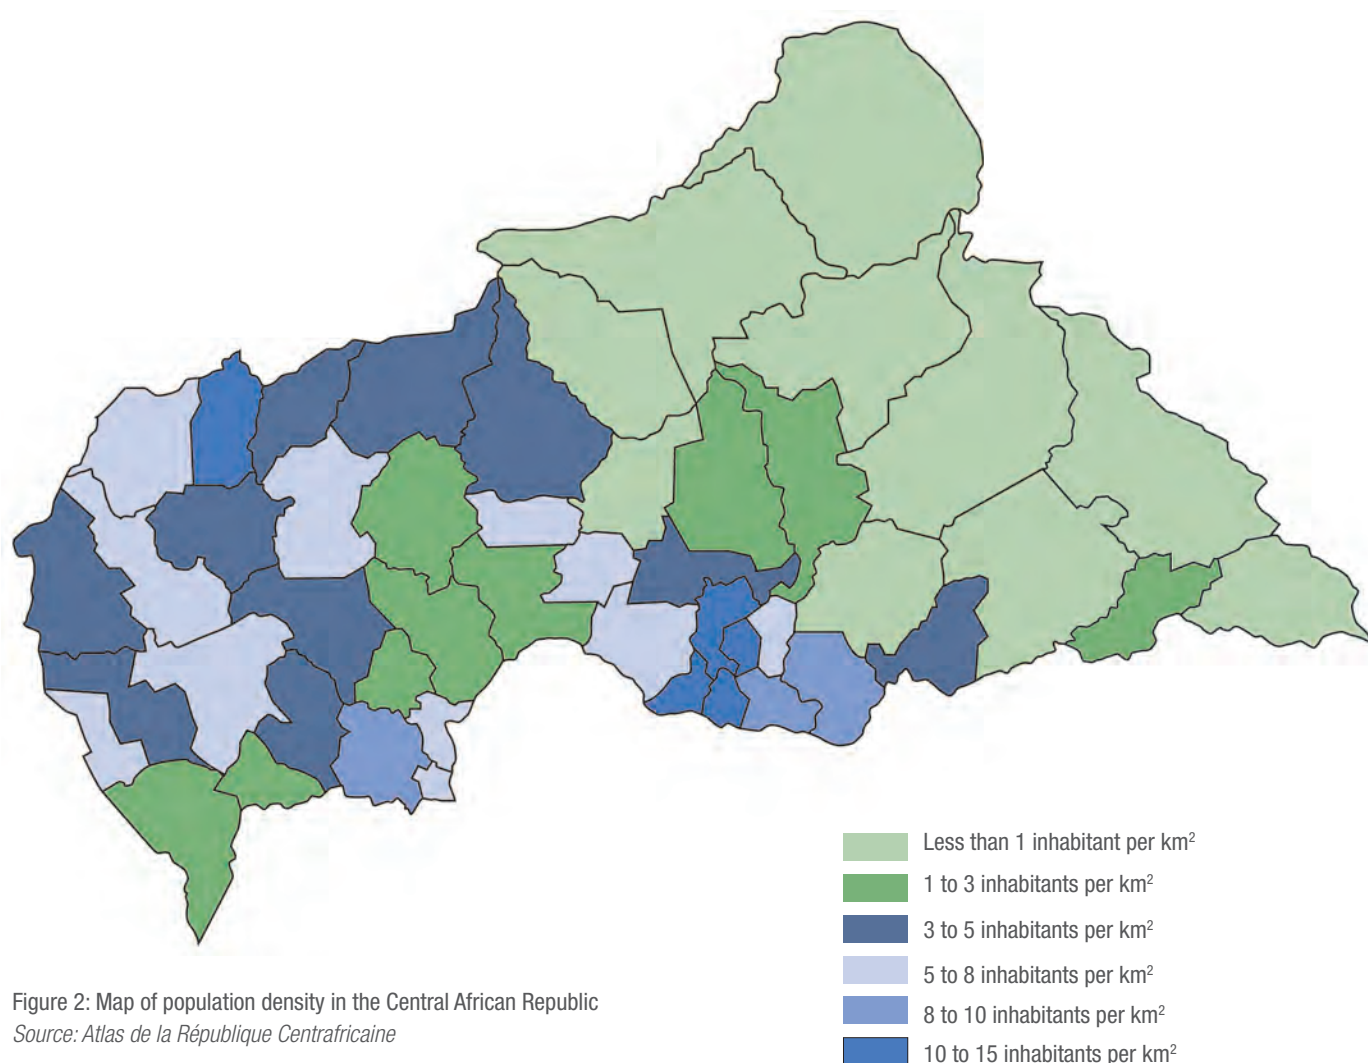 Less than 1 inhabitant per km²
1 to 3 inhabitants per km²
3 to 5 inhabitants per km²
5 to 8 inhabitants per km²
8 to 10 inhabitants per km²
10 to 15 inhabitants per km²
Figure 2: Map of population density in the Central African Republic
Source: Atlas de la République Centrafricaine